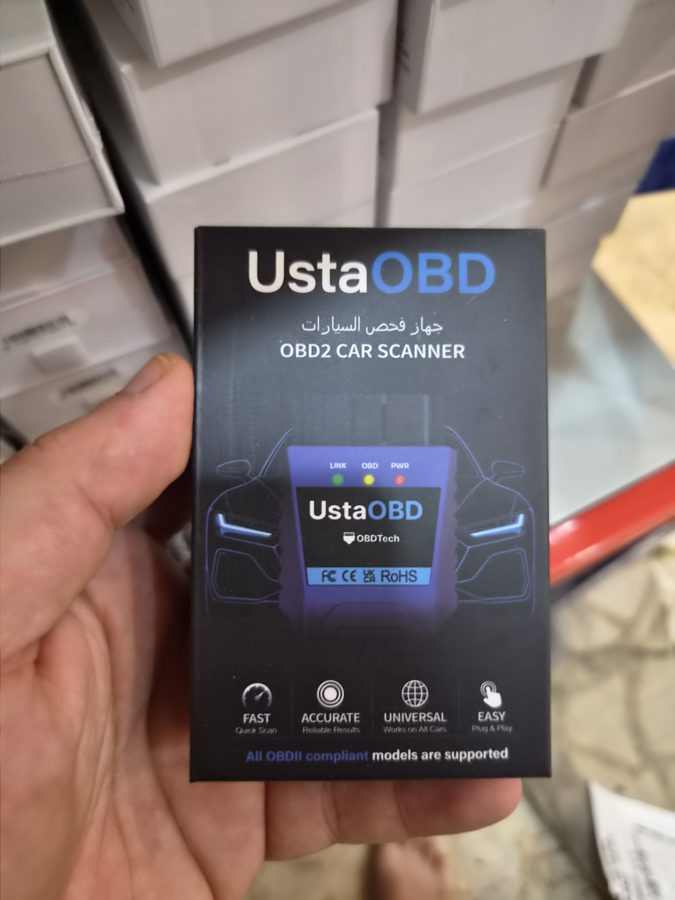 UstaOBD
جهاز فحص السيارات
OBD2 CAR SCANNER
LINK OBD PWR
UstaOBD
OBDTech
FC CE UK CA RoHS
FAST ACCURATE UNIVERSAL EASY
Quick Scan Reliable Results Works on All Cars Plug & Play
All OBDII compliant models are supported